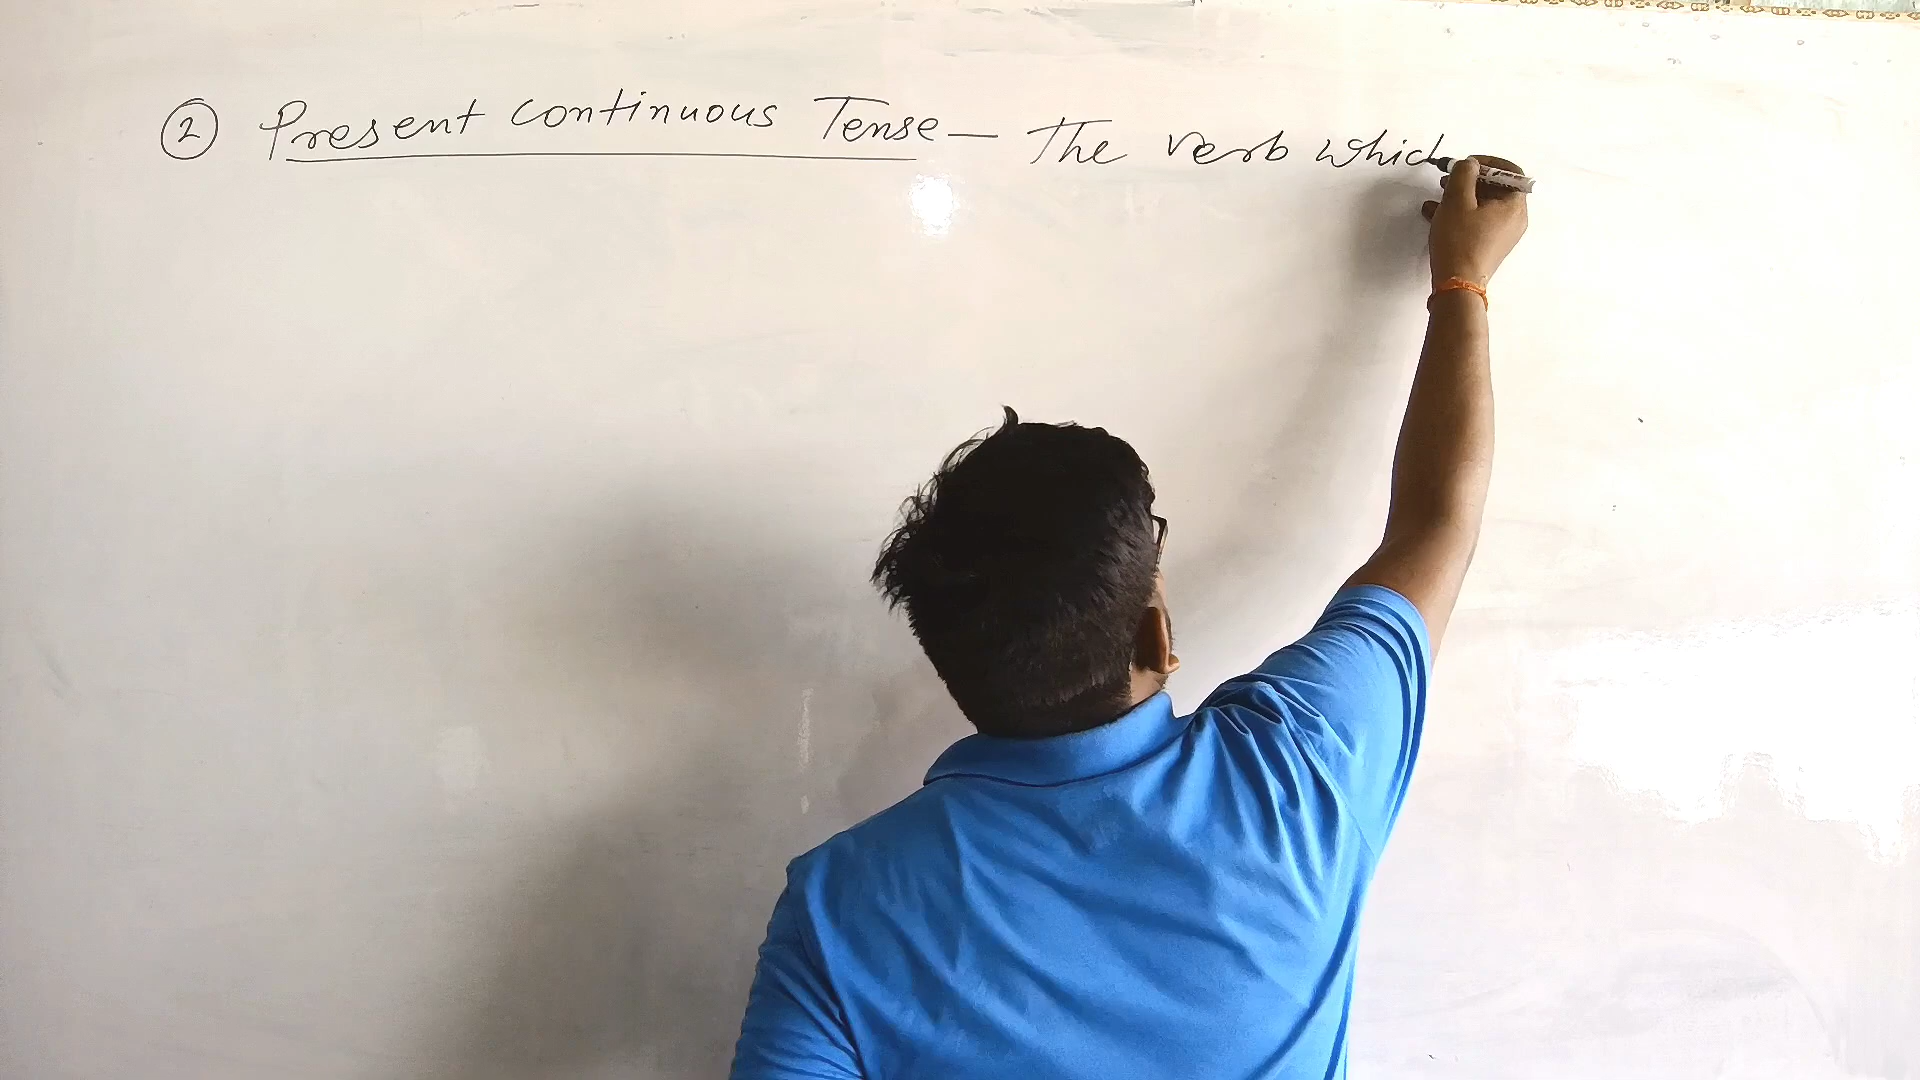 ② Present continuous Tense — The verb which